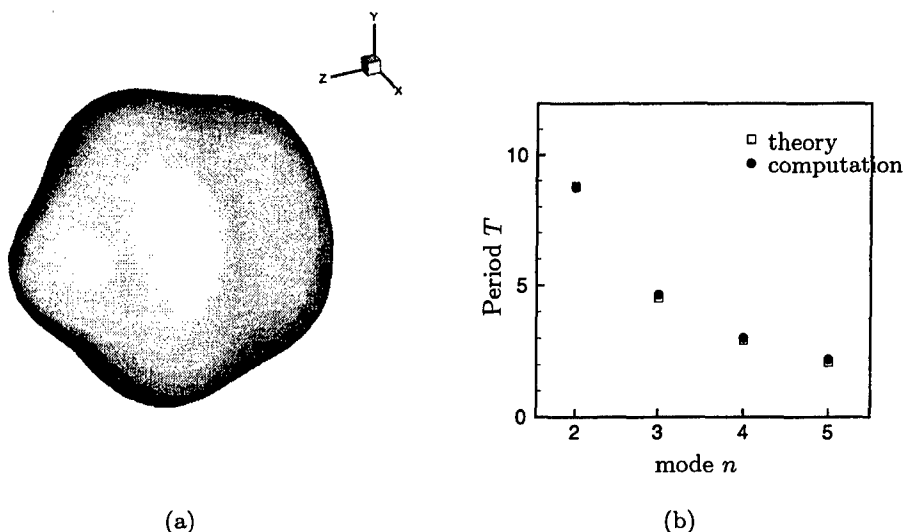 Y
Z
X
□ theory
● computation
10
5
0
Period T
2 3 4 5
mode n
(a)
(b)